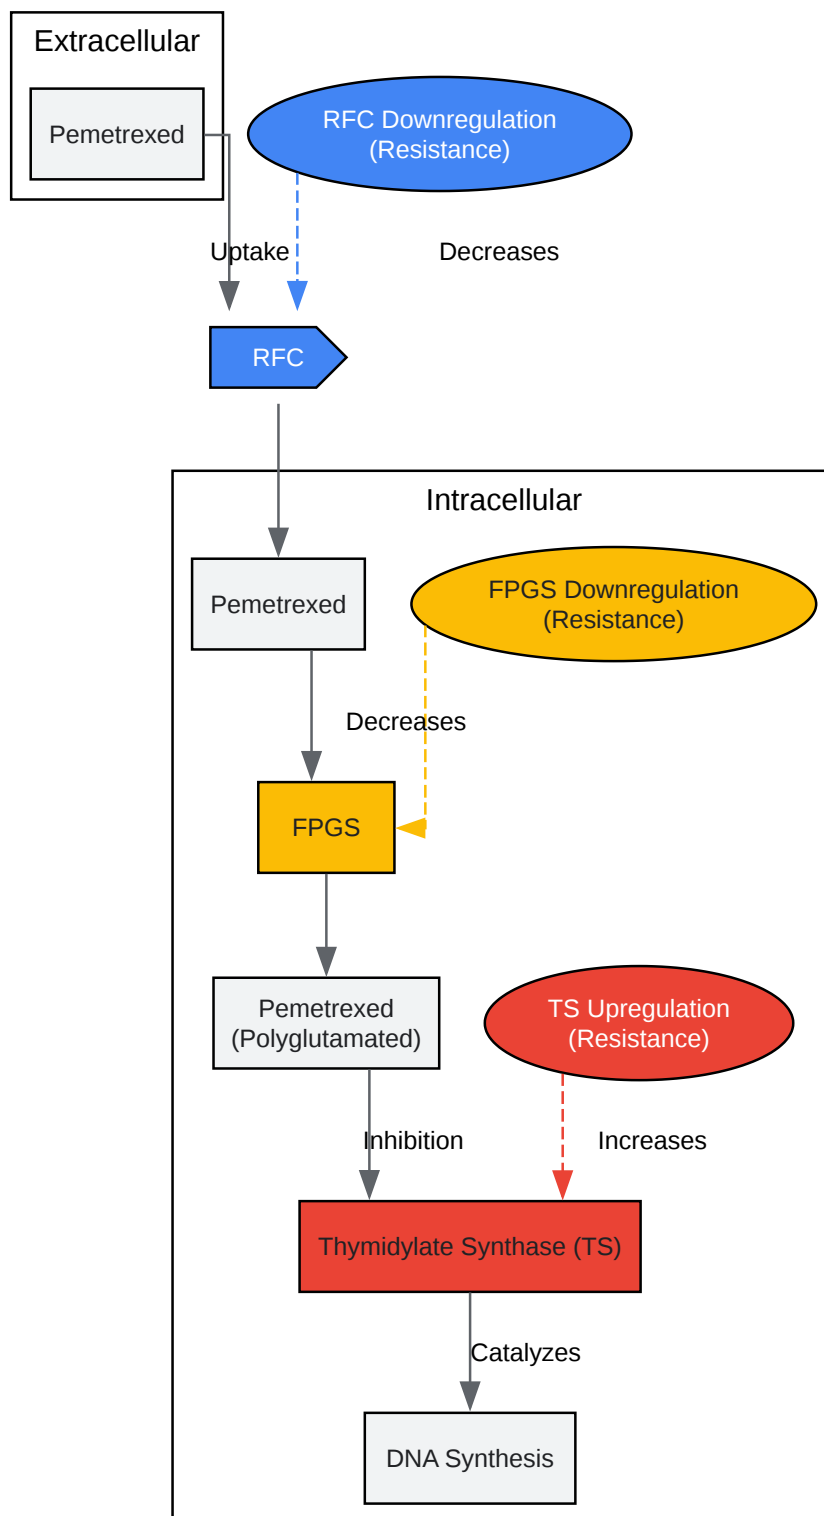 Extracellular
Pemetrexed
RFC Downregulation
(Resistance)
Uptake
Decreases
RFC
Intracellular
Pemetrexed
FPGS Downregulation
(Resistance)
Decreases
FPGS
Pemetrexed
(Polyglutamated)
TS Upregulation
(Resistance)
Inhibition
Increases
Thymidylate Synthase (TS)
Catalyzes
DNA Synthesis